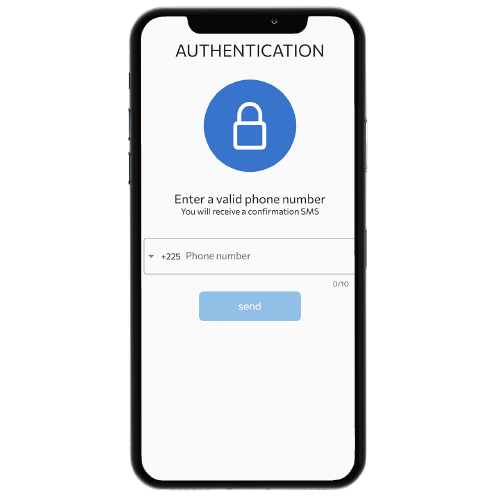 AUTHENTICATION
Enter a valid phone number
You will receive a confirmation SMS
+225 Phone number
0/10
send